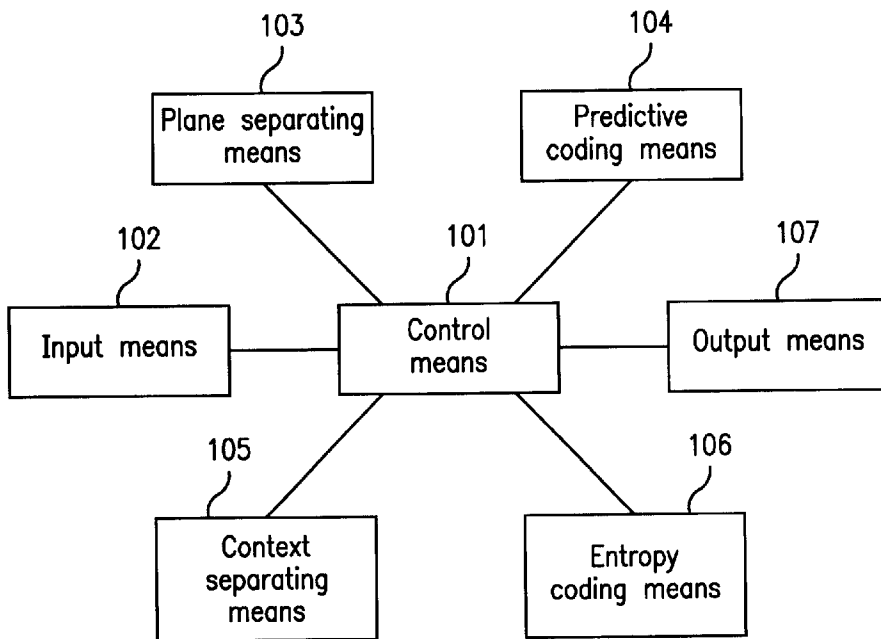 103
Plane separating
means
104
Predictive
coding means
102
Input means
101
Control
means
107
Output means
105
Context
separating
means
106
Entropy
coding means